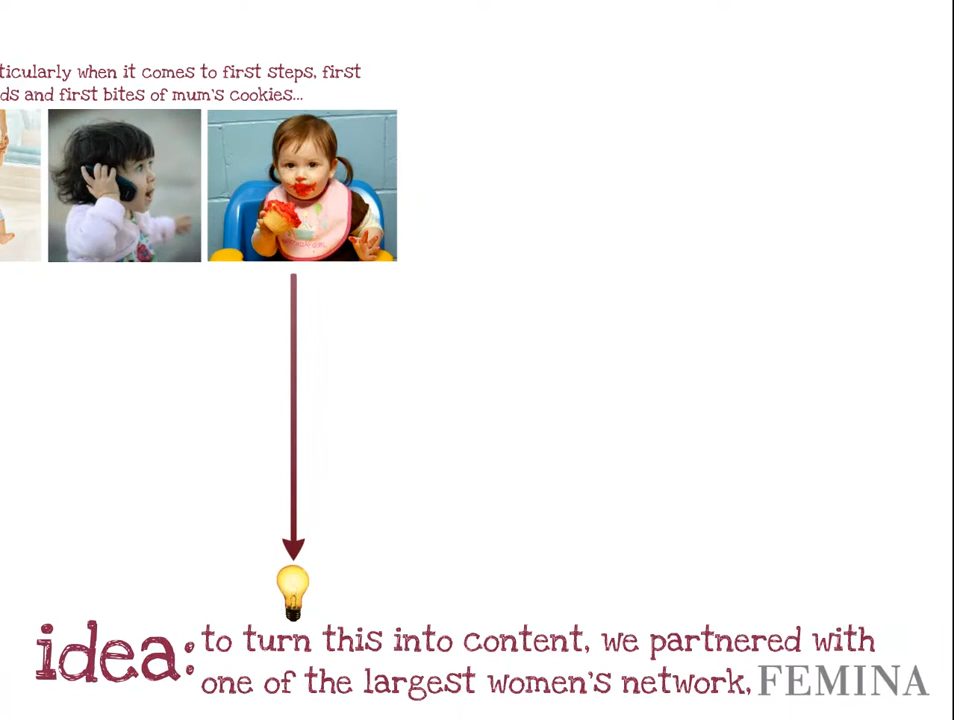 ticularly when it comes to first steps, first
ds and first bites of mum's cookies...
idea: to turn this into content, we partnered with
one of the largest women's network, FEMINA